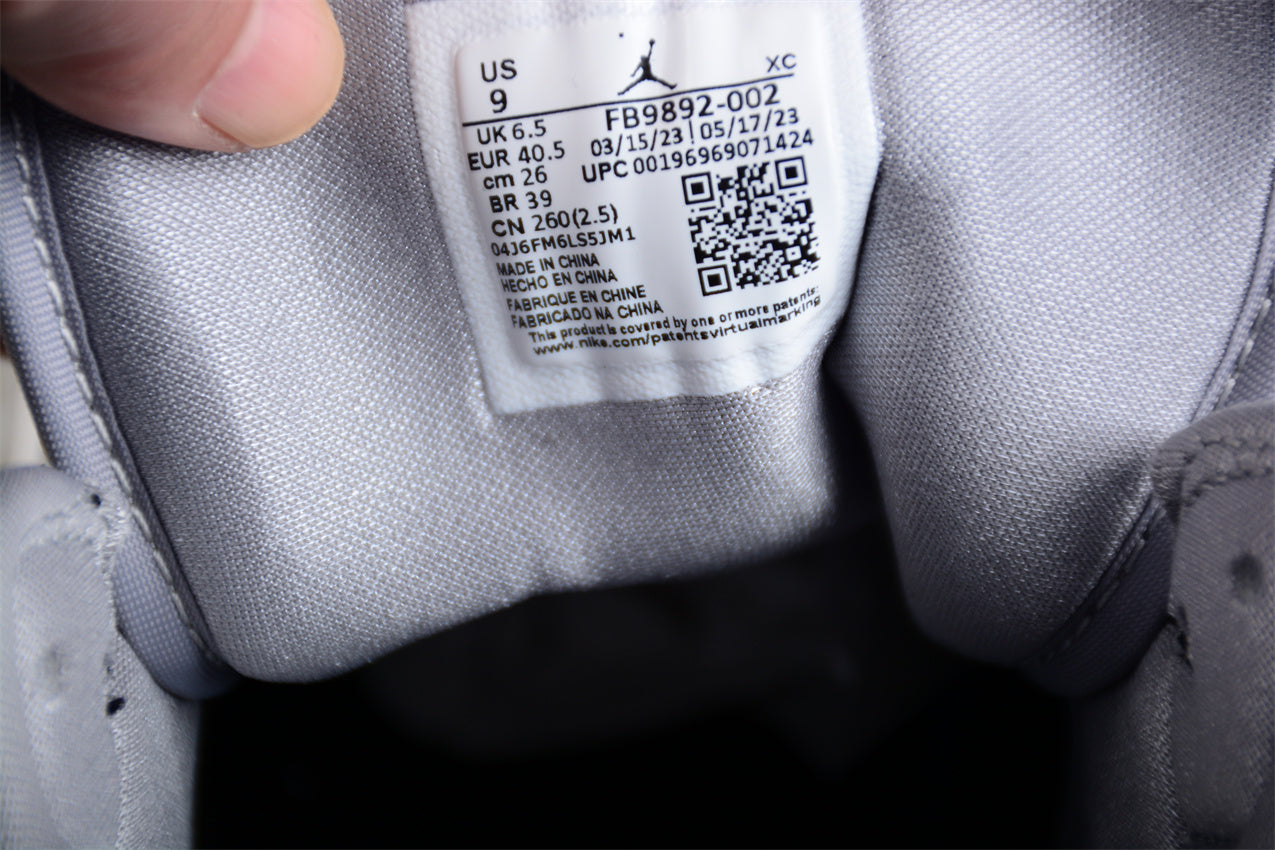 US
9
XC
FB9892-002
03/15/23 | 05/17/23
UPC 00196969071424
UK 6.5
EUR 40.5
cm 26
BR 39
CN 260(2.5)
04J6FM6LS5JM1
MADE IN CHINA
HECHO EN CHINA
FABRIQUE EN CHINE
FABRICADO NA CHINA
This product is covered by one or more patents:
www.nike.com/patentsvirtualmarking